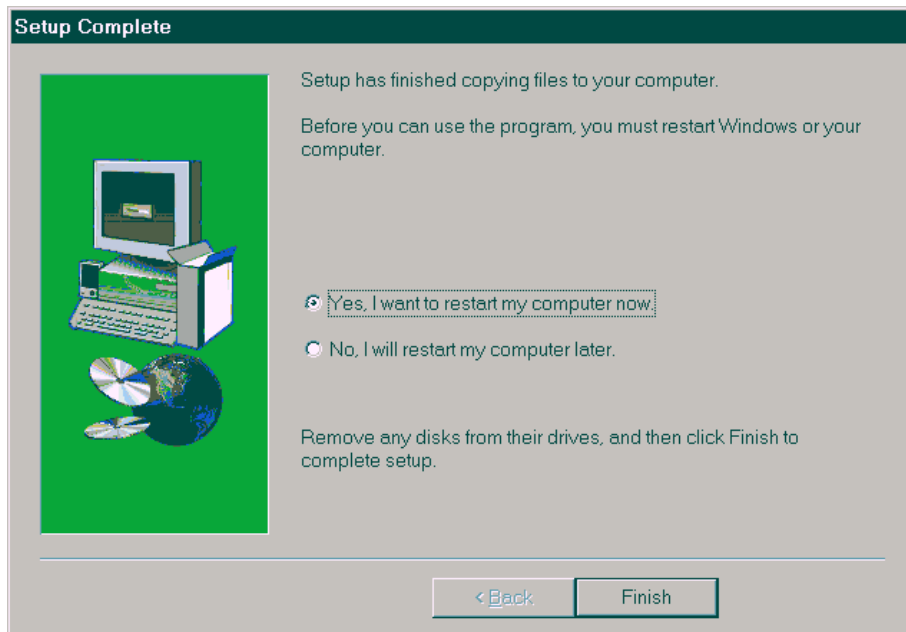 Setup Complete
Setup has finished copying files to your computer.
Before you can use the program, you must restart Windows or your
computer.
Yes, I want to restart my computer now.
No, I will restart my computer later.
Remove any disks from their drives, and then click Finish to
complete setup.
< Back
Finish